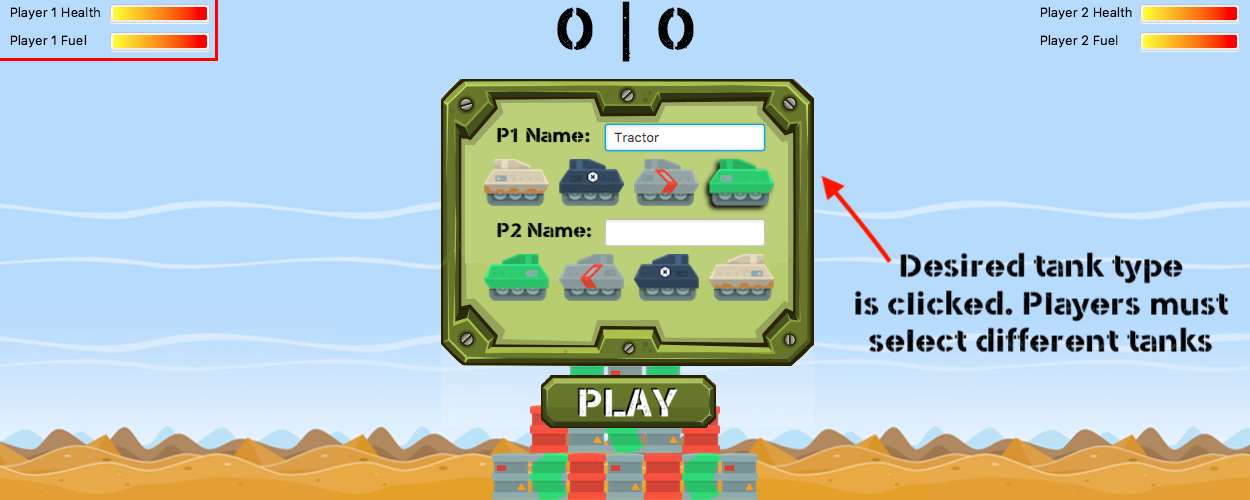 Player 1 Health
Player 1 Fuel
0 | 0
Player 2 Health
Player 2 Fuel
P1 Name: Tractor
P2 Name:
Desired tank type
is clicked. Players must
select different tanks
PLAY